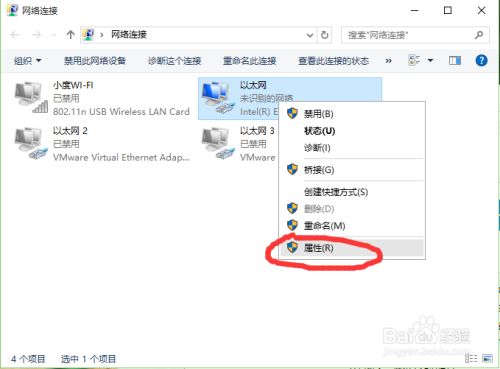 网络连接
网络连接
搜索"网络连接"
组织 禁用此网络设备 诊断这个连接 重命名此连接 查看此连接的状态 »
小度WI-FI
已禁用
802.11n USB Wireless LAN Card
以太网
未识别的网络
Intel(R) E
以太网 2
已禁用
VMware Virtual Ethernet Adap...
以太网 3
已禁用
VMware
禁用(B)
状态(U)
诊断(I)
桥接(G)
创建快捷方式(S)
删除(D)
重命名(M)
属性(R)
4 个项目 选中 1 个项目
Baidu经验
jingyan.baidu.com